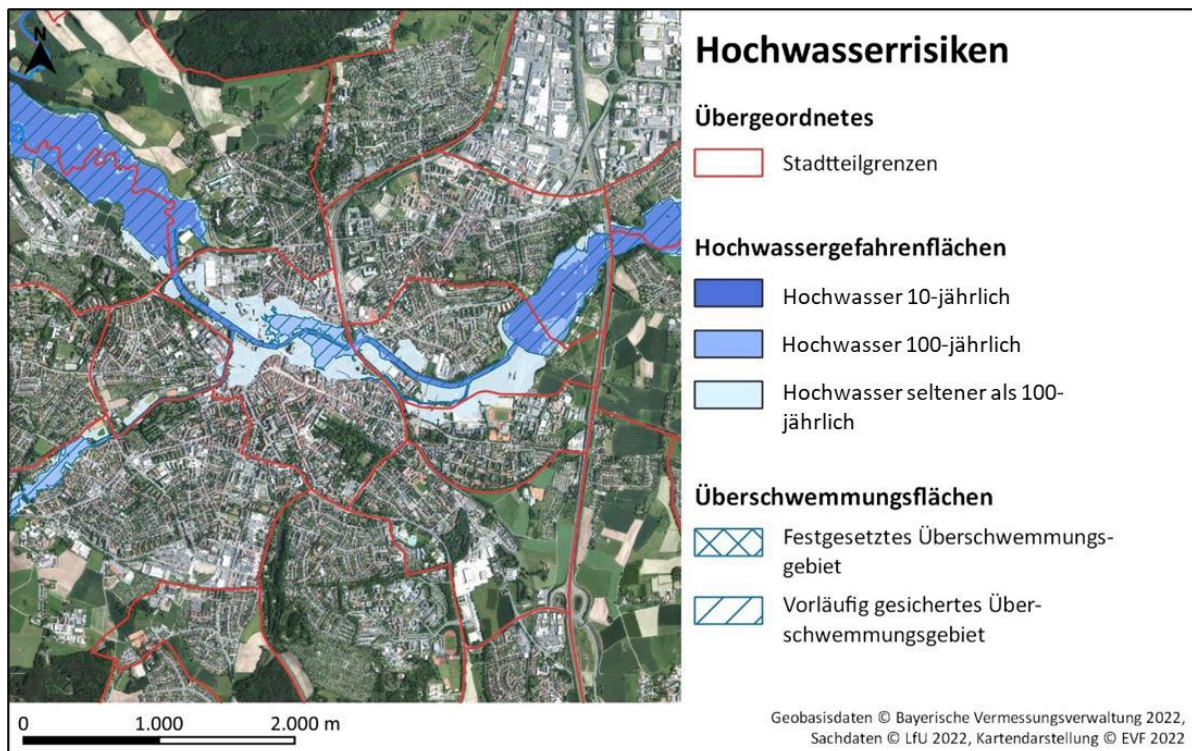 N
Hochwasserrisiken
Übergeordnetes
Stadtteilgrenzen
Hochwassergefahrenflächen
Hochwasser 10-jährlich
Hochwasser 100-jährlich
Hochwasser seltener als 100-
jährlich
Überschwemmungsflächen
Festgesetztes Überschwemmungs-
gebiet
Vorläufig gesichertes Über-
schwemmungsgebiet
0 1.000 2.000 m
Geobasisdaten © Bayerische Vermessungsverwaltung 2022,
Sachdaten © LfU 2022, Kartendarstellung © EVF 2022